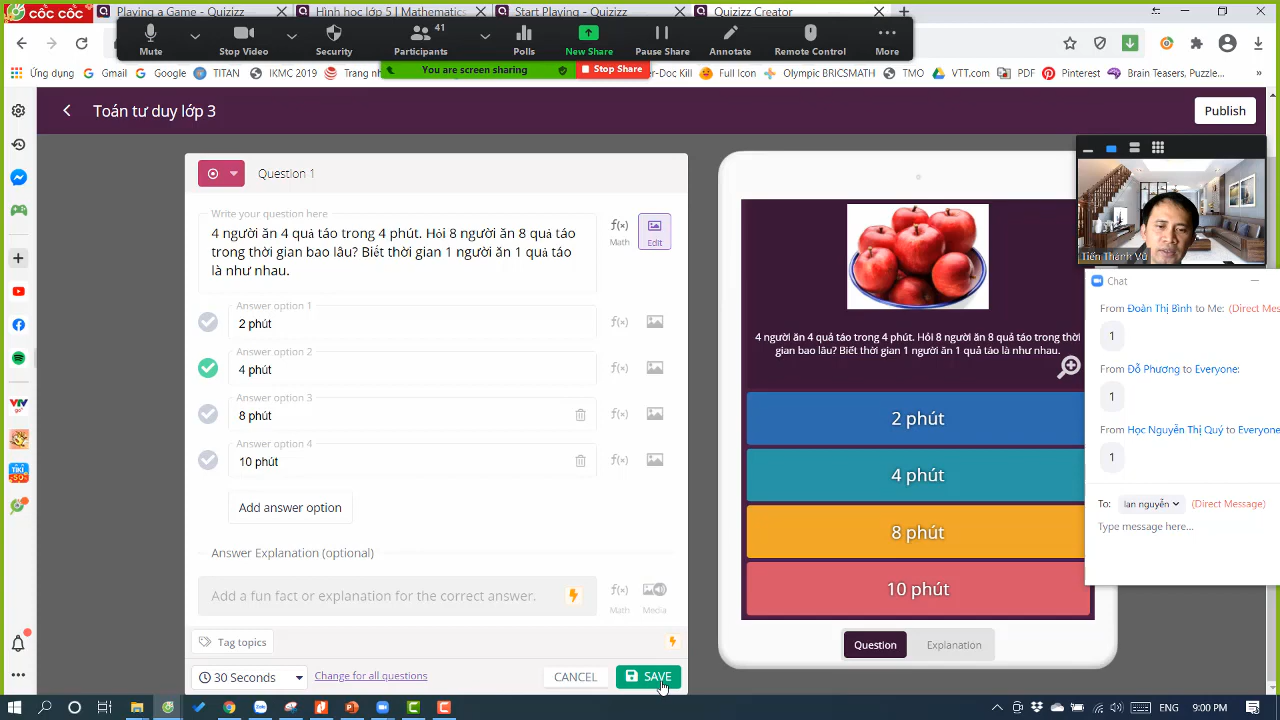 cốc cốc
Playing a Game - Quizizz
Hình học lớp 5 | Mathematics
Start Playing - Quizizz
Quizizz Creator
Mute
Stop Video
Security
Participants
41
Polls
New Share
Pause Share
Annotate
Remote Control
More
You are screen sharing
Stop Share
Ứng dụng
Gmail
Google
TITAN
IKMC 2019
Trang
r-Doc Kill
Full Icon
Olympic BRICSMATH
TMO
VTT.com
PDF
Pinterest
Brain Teasers, Puzzle...
Toán tư duy lớp 3
Publish
Question 1
Write your question here
4 người ăn 4 quả táo trong 4 phút. Hỏi 8 người ăn 8 quả táo
trong thời gian bao lâu? Biết thời gian 1 người ăn 1 quả táo
là như nhau.
f(x)
Math
Edit
Answer option 1
2 phút
f(x)
Answer option 2
4 phút
f(x)
Answer option 3
8 phút
f(x)
Answer option 4
10 phút
f(x)
Add answer option
Answer Explanation (optional)
Add a fun fact or explanation for the correct answer.
f(x)
Math
Media
Tag topics
30 Seconds
Change for all questions
CANCEL
SAVE
4 người ăn 4 quả táo trong 4 phút. Hỏi 8 người ăn 8 quả táo trong thời
gian bao lâu? Biết thời gian 1 người ăn 1 quả táo là như nhau.
2 phút
4 phút
8 phút
10 phút
Question
Explanation
Tiến Thành Vũ
Chat
From Đoàn Thị Bình to Me: (Direct Mes
1
From Đỗ Phương to Everyone:
1
From Học Nguyễn Thị Quý to Everyone
1
To: lan nguyễn (Direct Message)
Type message here...
VTV
go
TIKI
9:00 PM